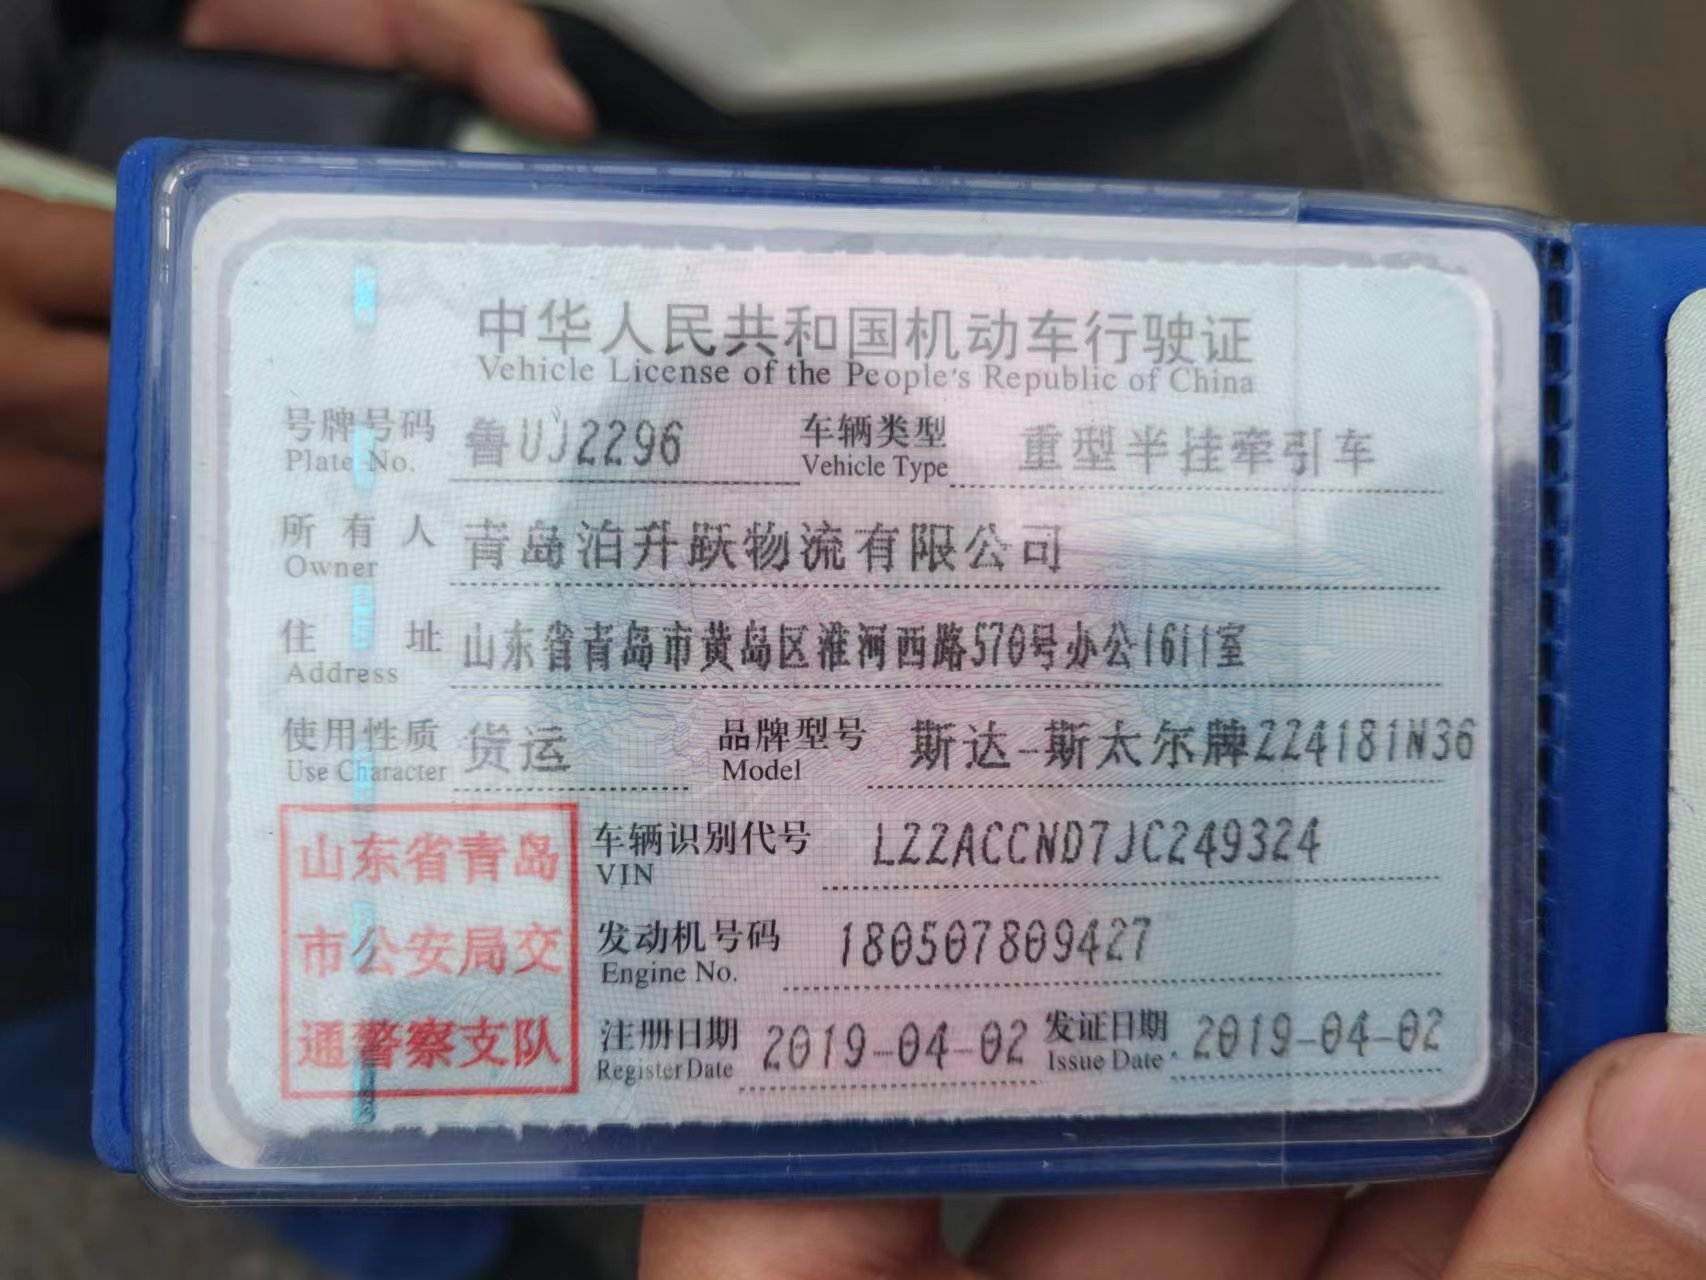 中华人民共和国机动车行驶证
Vehicle License of the People's Republic of China
号牌号码 鲁UJ2296 车辆类型 重型半挂牵引车
Plate No. Vehicle Type
所有人 青岛泊升跃物流有限公司
Owner
住址 山东省青岛市黄岛区淮河西路570号办公1611室
Address
使用性质 货运 品牌型号 斯达-斯太尔牌ZZ4181N36
Use Character Model
山东省青岛
市公安局交
通警察支队
车辆识别代号 LZZACCND7JC249324
VIN
发动机号码 180507809427
Engine No.
注册日期 2019-04-02 发证日期 2019-04-02
Register Date Issue Date